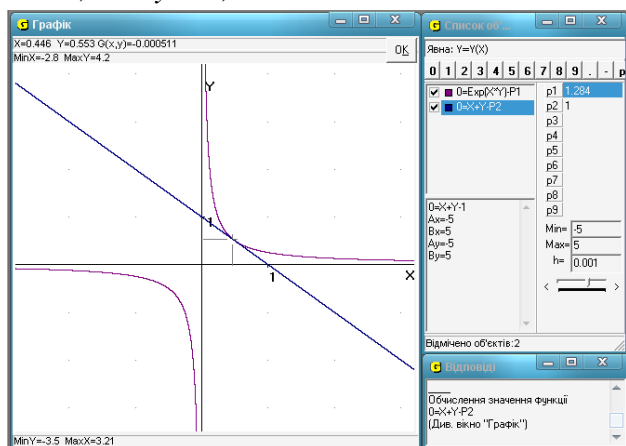 Графік
X=0.446 Y=0.553 G(x,y)=-0.000511
OK
MinX=-2.8 MaxY=4.2
Y
1
1
X
MinY=-3.5 MaxX=3.21
Список об'...
Явна: Y=Y(X)
0 1 2 3 4 5 6 7 8 9 . - p
0=Exp(X*Y)-P1
0=X+Y-P2
p1 1.284
p2 1
p3
p4
p5
p6
p7
p8
p9
0=X+Y-1
Ax=-5
Bx=5
Ay=-5
By=5
Min= -5
Max= 5
h= 0.001
< >
Відмічено об'єктів:2
Відповіді
Обчислення значення функції
0=X+Y-P2
(Див. вікно "Графік")